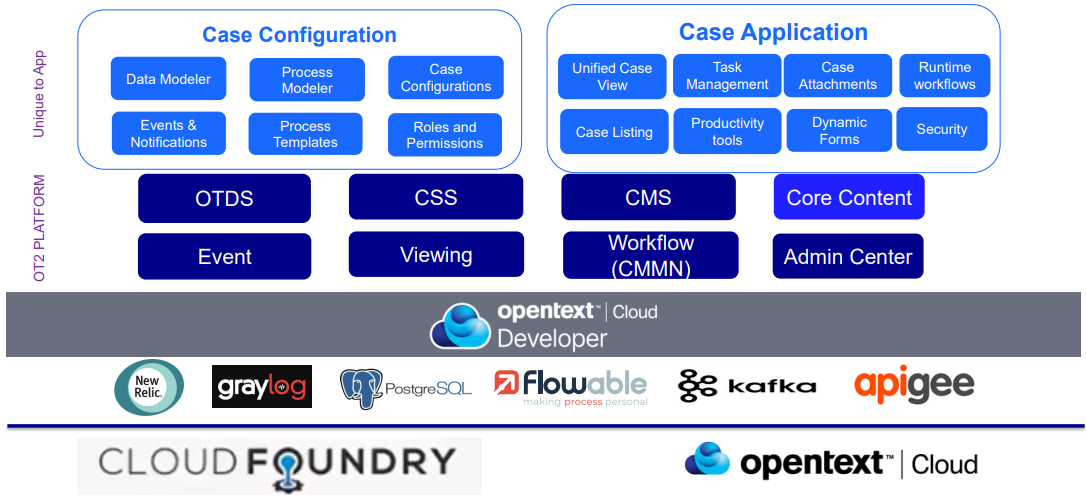 Unique to App
Case Configuration
Data Modeler
Process
Modeler
Case
Configurations
Events &
Notifications
Process
Templates
Roles and
Permissions
Case Application
Unified Case
View
Task
Management
Case
Attachments
Runtime
workflows
Case Listing
Productivity
tools
Dynamic
Forms
Security
OT2 PLATFORM
OTDS
CSS
CMS
Core Content
Event
Viewing
Workflow
(CMMN)
Admin Center
opentext™ | Cloud
Developer
New
Relic.
graylog
PostgreSQL
Flowable
making process personal
kafka
apigee
CLOUD FOUNDRY
opentext™ | Cloud